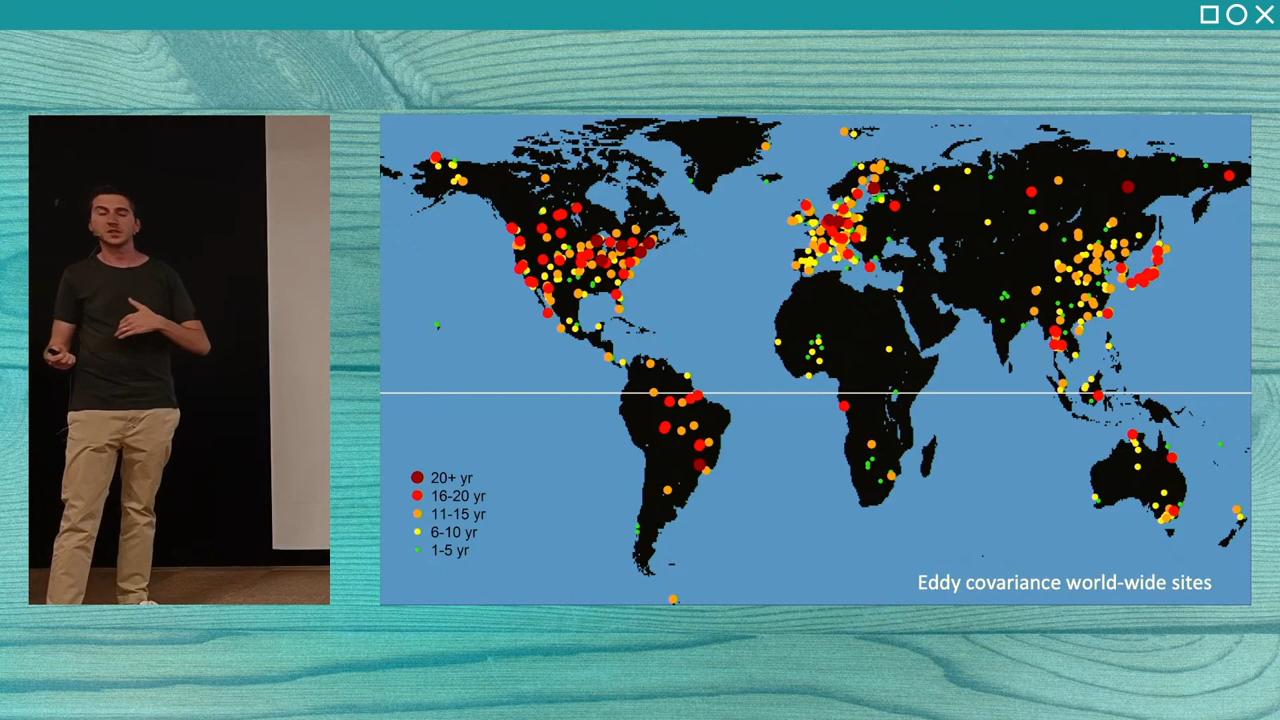 20+ yr
16-20 yr
11-15 yr
6-10 yr
1-5 yr
Eddy covariance world-wide sites